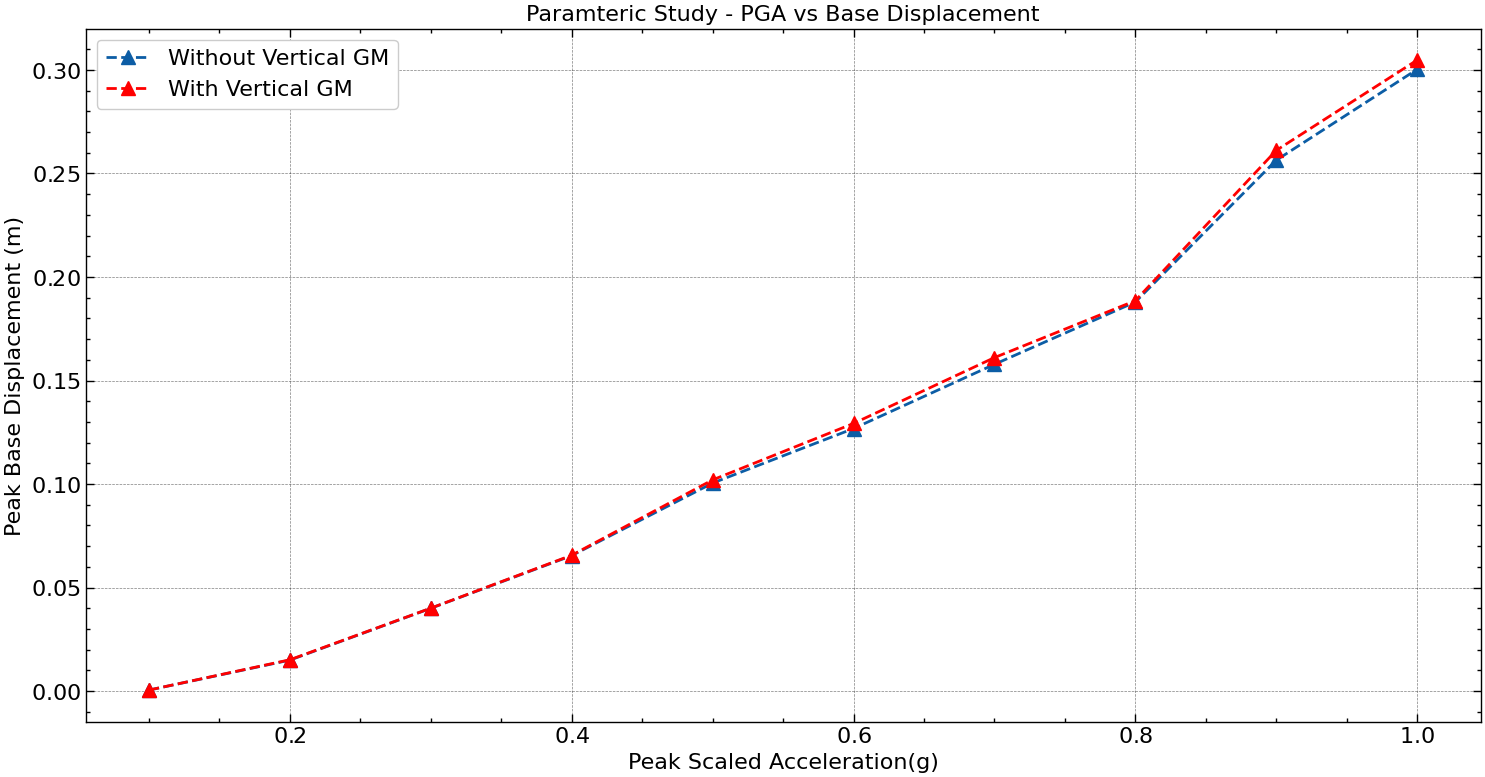 Paramteric Study - PGA vs Base Displacement
Without Vertical GM
With Vertical GM
Peak Base Displacement (m)
0.30
0.25
0.20
0.15
0.10
0.05
0.00
0.2 0.4 0.6 0.8 1.0
Peak Scaled Acceleration(g)